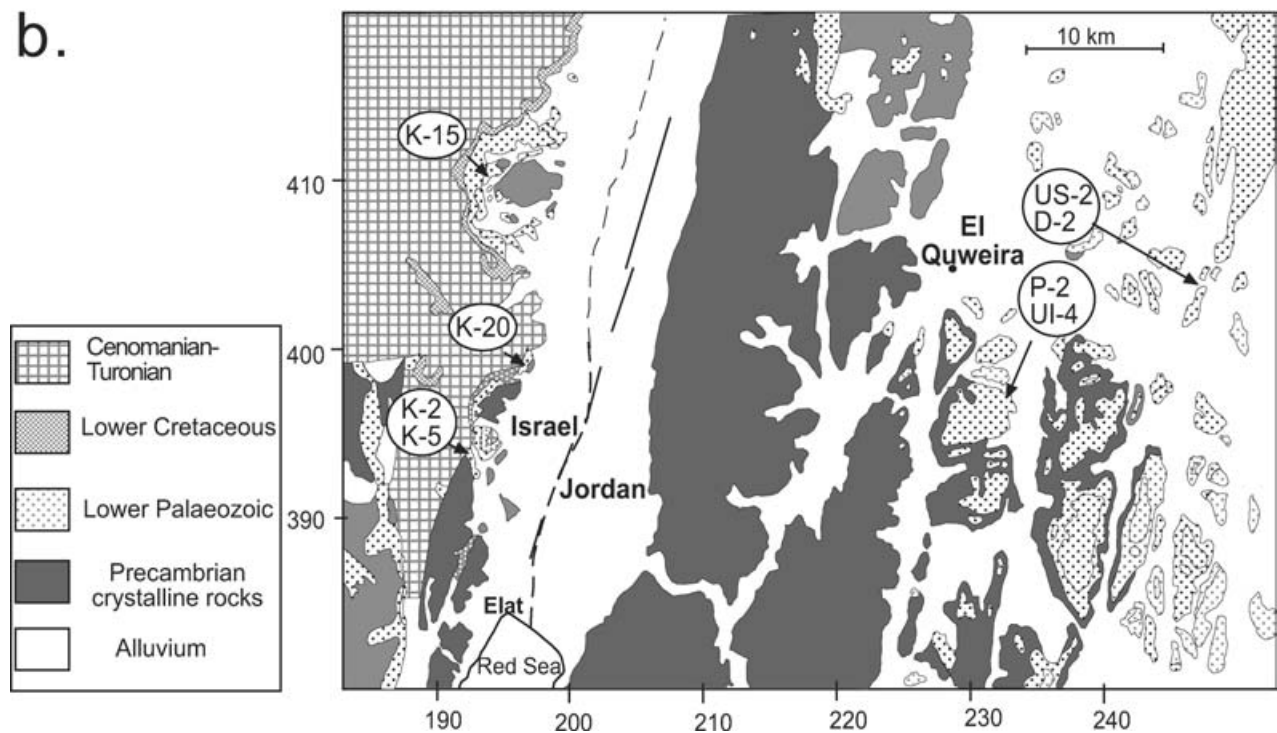 b.
10 km
K-15
410
US-2
D-2
El
Quweira
P-2
UI-4
K-20
400
Cenomanian-
Turonian
K-2
K-5
Israel
Lower Cretaceous
Jordan
Lower Palaeozoic
390
Precambrian
crystalline rocks
Elat
Alluvium
Red Sea
190
200
210
220
230
240